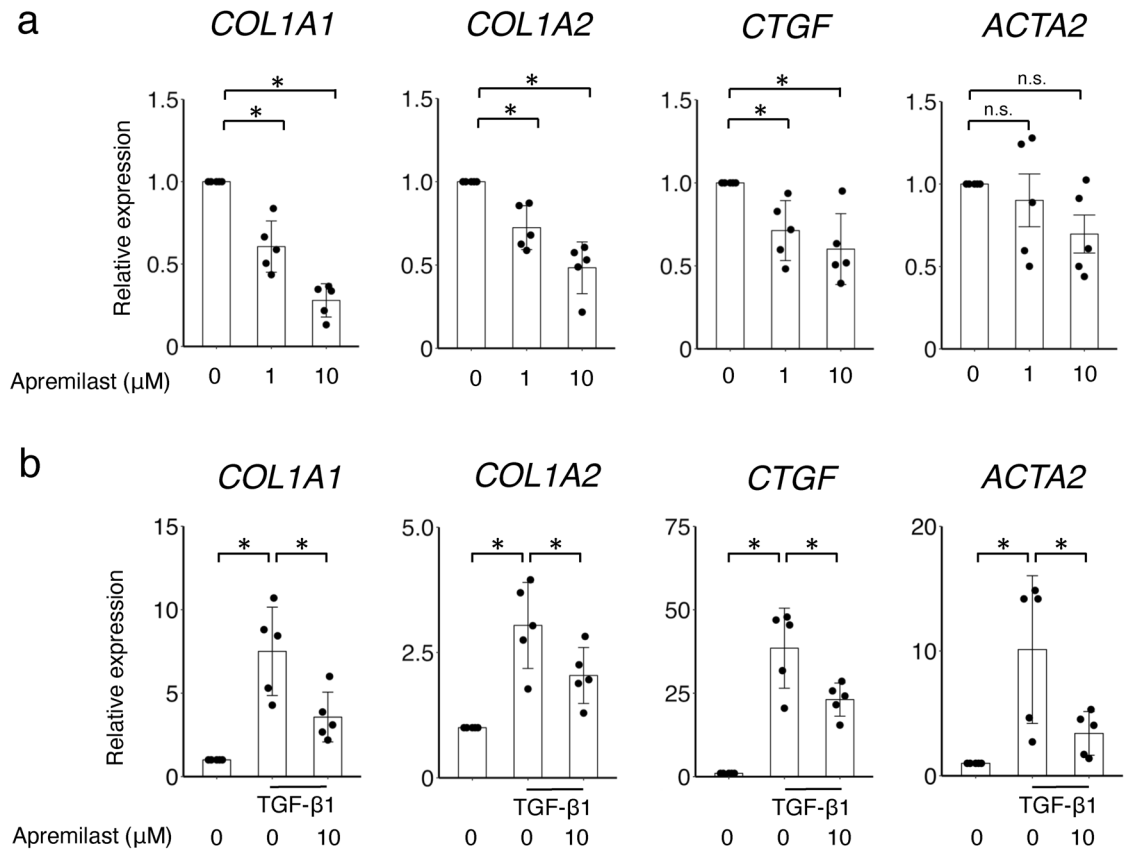 a
COL1A1 COL1A2 CTGF ACTA2
* * * n.s.
* * * n.s.
1.5 1.5 1.5 1.5
1.0 1.0 1.0 1.0
0.5 0.5 0.5 0.5
0 0 0 0
Relative expression
Apremilast (μM) 0 1 10 0 1 10 0 1 10 0 1 10
b
COL1A1 COL1A2 CTGF ACTA2
15 5.0 75 20
* * * * * * * *
10 2.5 50 10
5 0 25 0
0 0
Relative expression
TGF-β1 TGF-β1 TGF-β1 TGF-β1
Apremilast (μM) 0 0 10 0 0 10 0 0 10 0 0 10